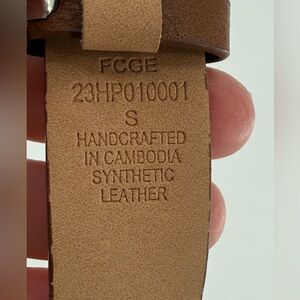 FCGE
23HP010001
S
HANDCRAFTED
IN CAMBODIA
SYNTHETIC
LEATHER